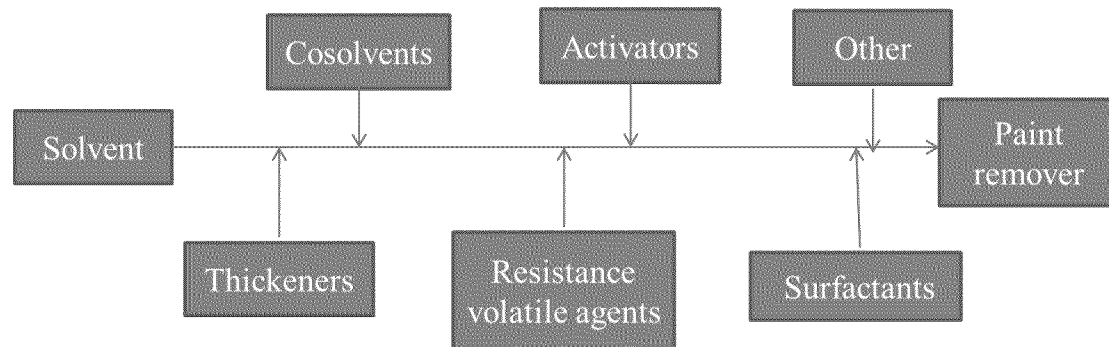 Cosolvents
Activators
Other
Solvent
Paint
remover
Thickeners
Resistance
volatile agents
Surfactants